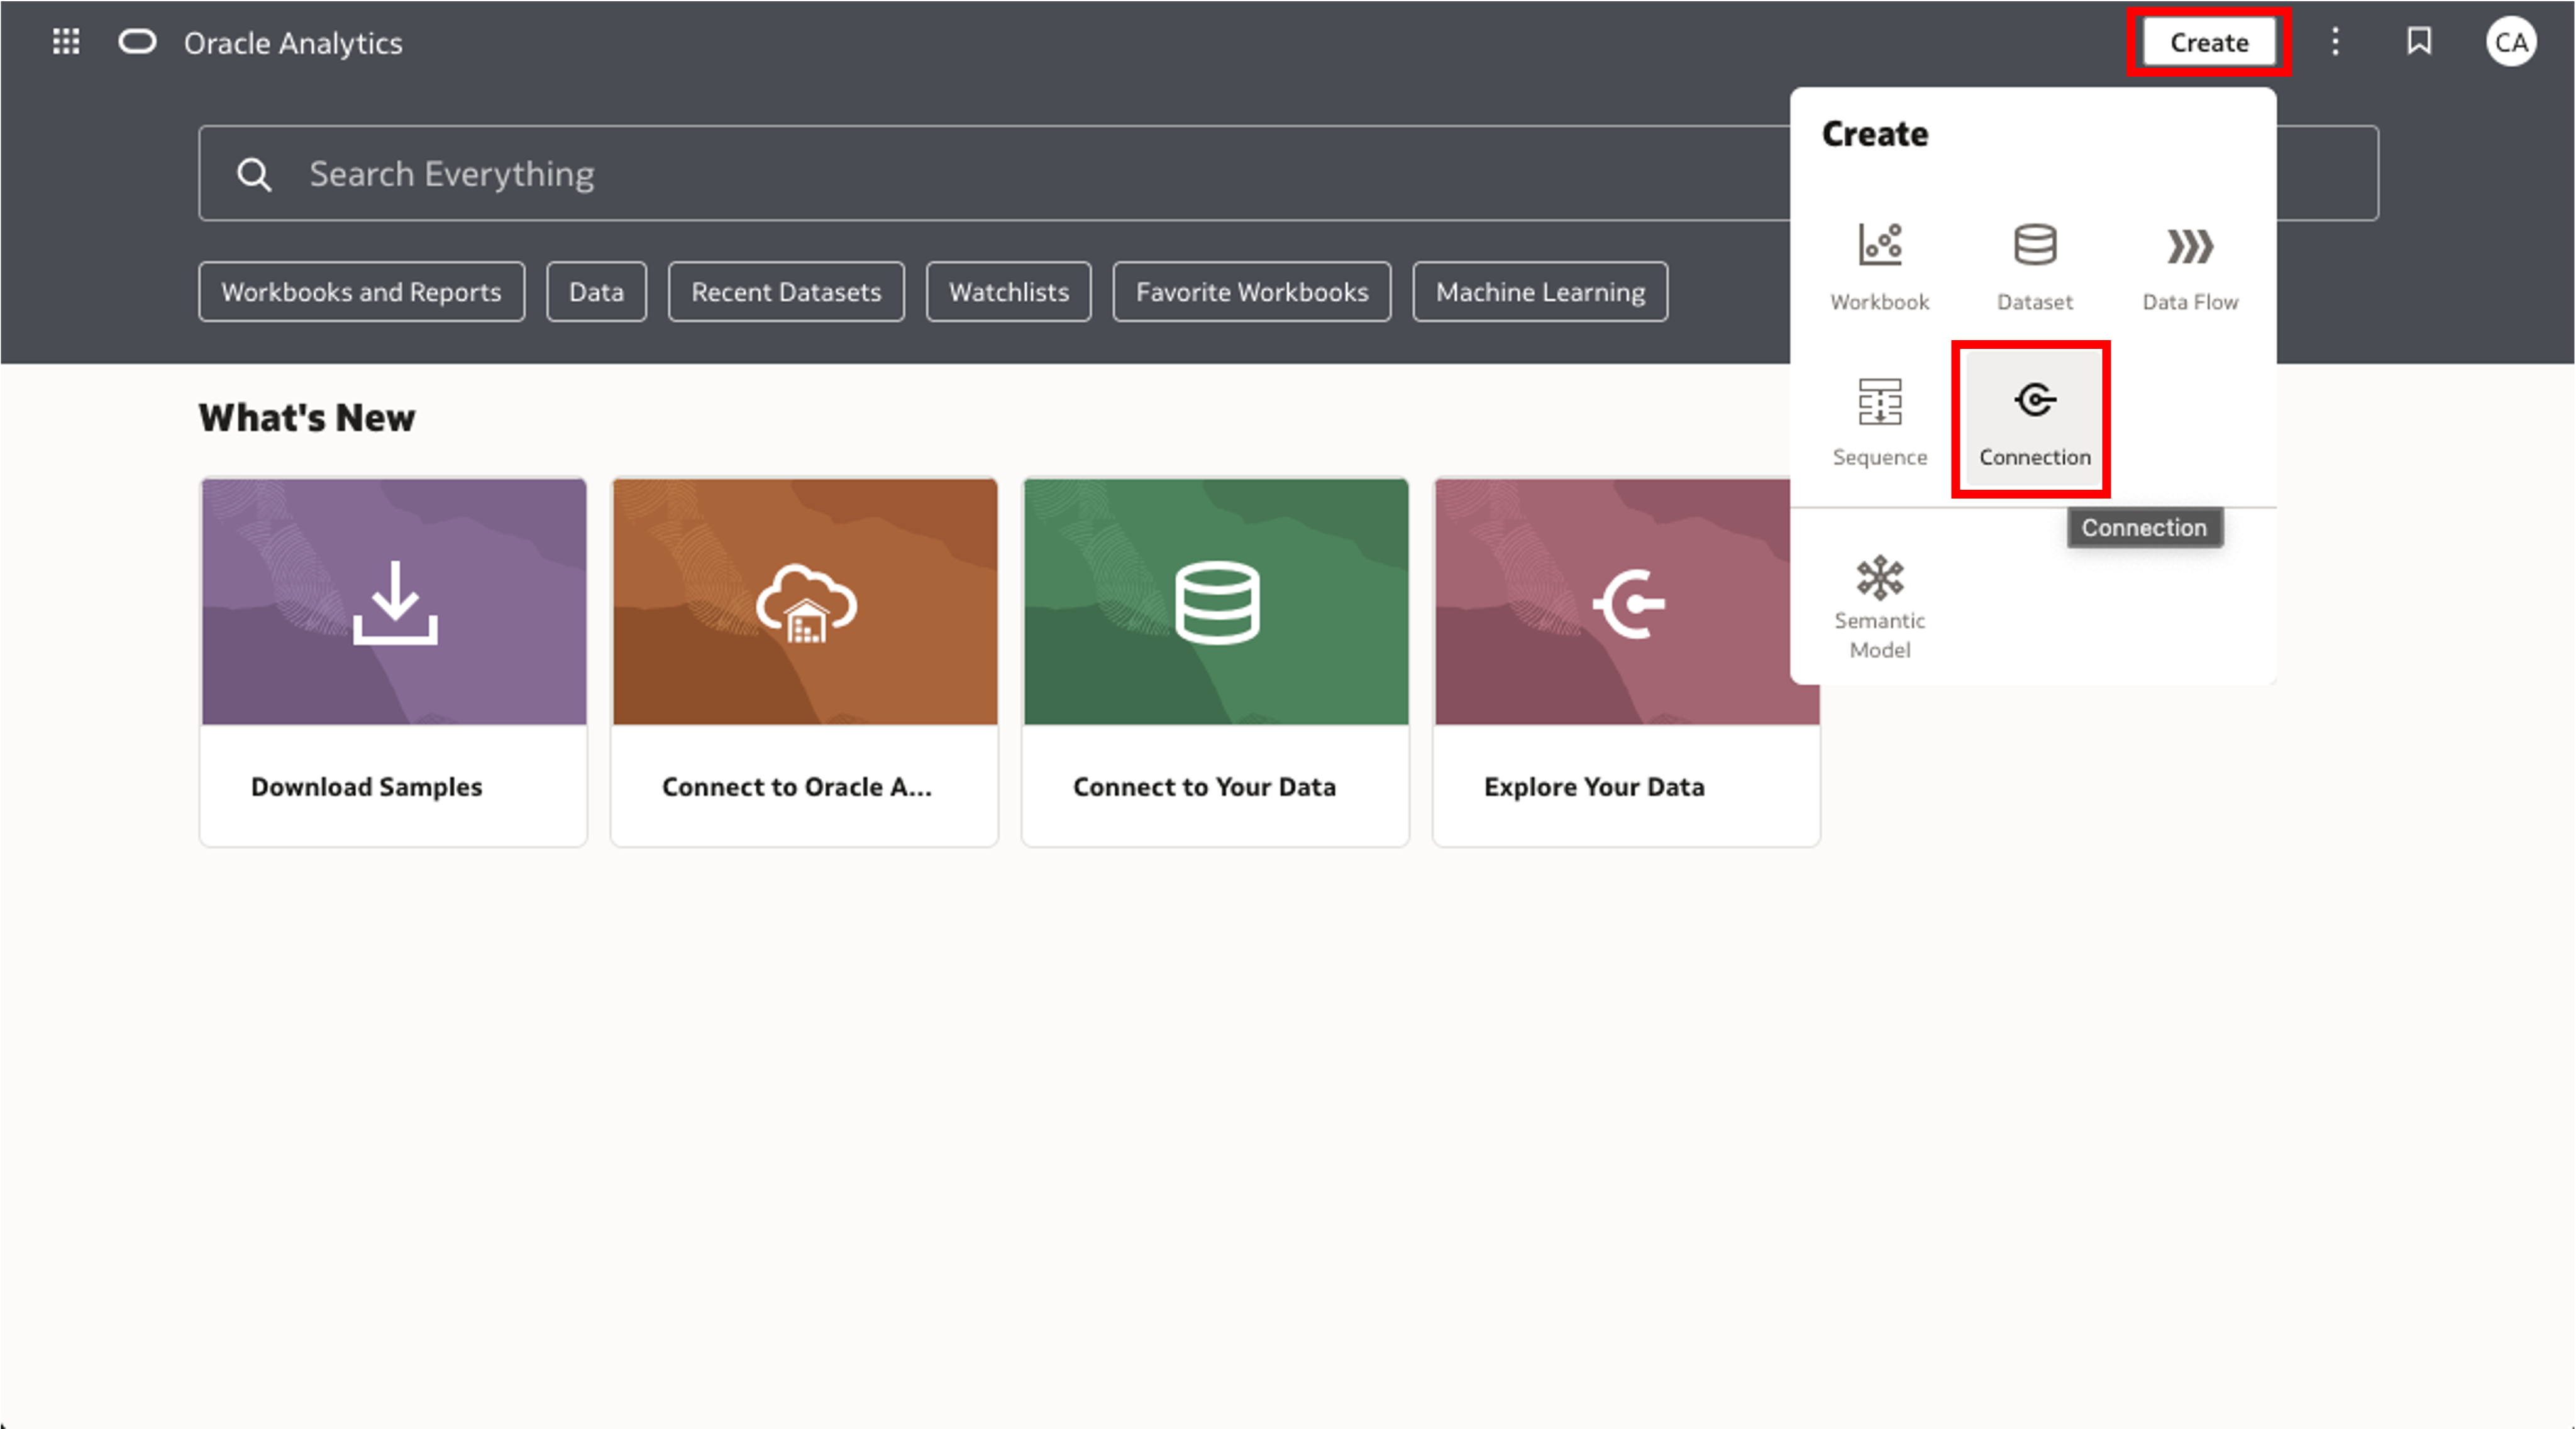 Oracle Analytics
Create
CA
Search Everything
Workbooks and Reports
Data
Recent Datasets
Watchlists
Favorite Workbooks
Machine Learning
Create
Workbook
Dataset
Data Flow
Sequence
Connection
Connection
Semantic
Model
What's New
Download Samples
Connect to Oracle A...
Connect to Your Data
Explore Your Data